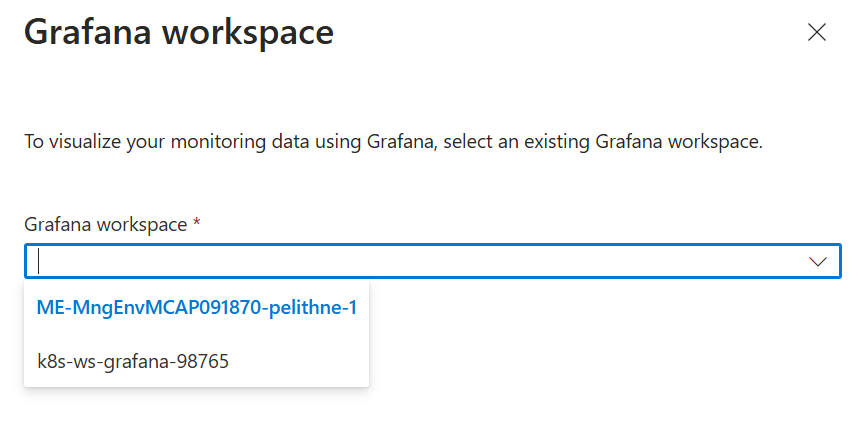 Grafana workspace
To visualize your monitoring data using Grafana, select an existing Grafana workspace.
Grafana workspace *
ME-MngEnvMCAP091870-pelithne-1
k8s-ws-grafana-98765